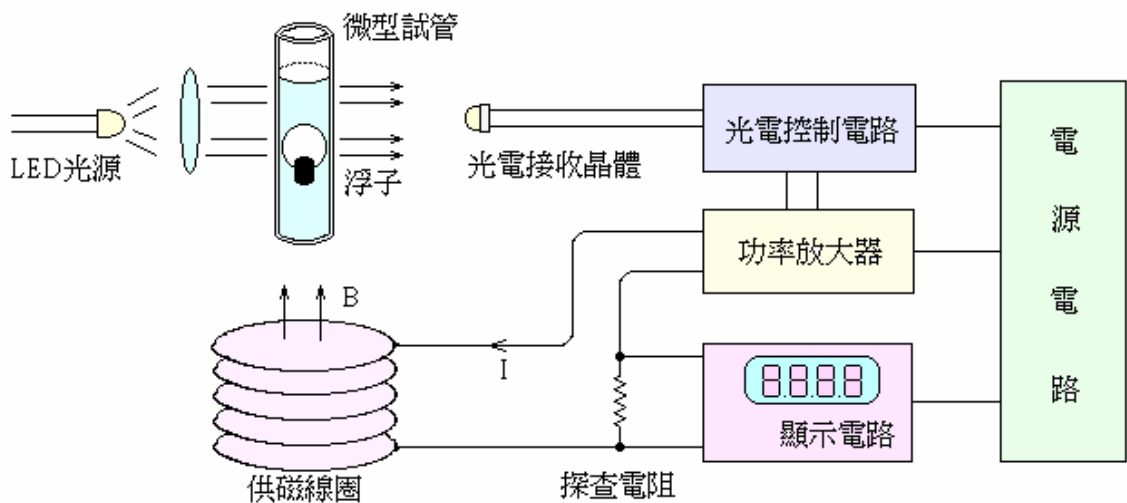 微型試管
LED光源
浮子
光電接收晶體
光電控制電路
功率放大器
電源電路
B
I
8.8.8.8
顯示電路
供磁線圈
探查電阻